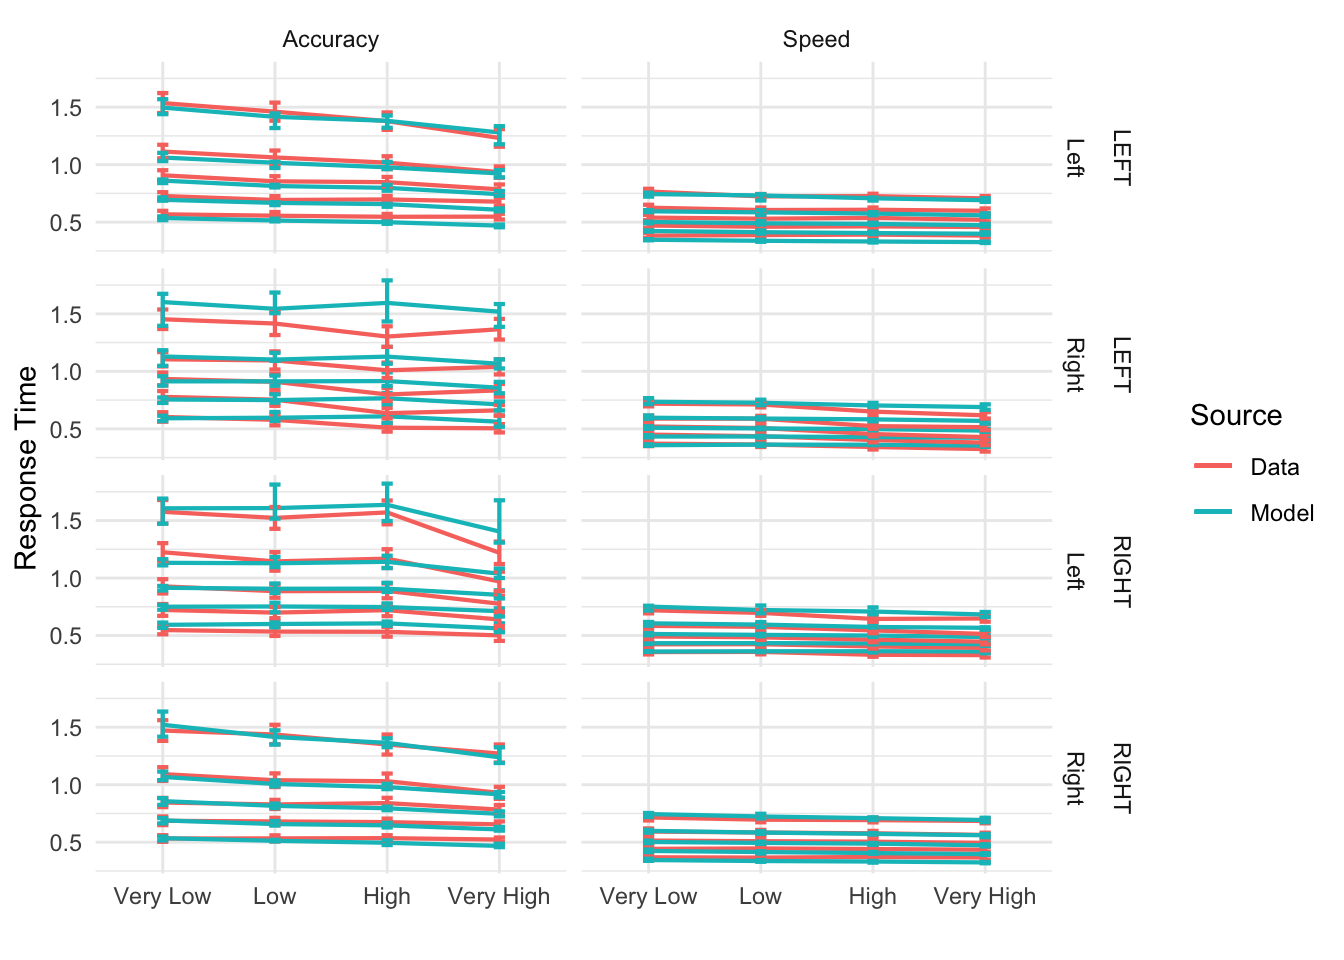 Accuracy
Speed
1.5
1.0
0.5
Left
LEFT
1.5
1.0
0.5
Right
LEFT
1.5
1.0
0.5
Left
RIGHT
1.5
1.0
0.5
Right
RIGHT
Response Time
Very Low
Low
High
Very High
Very Low
Low
High
Very High
Source
Data
Model